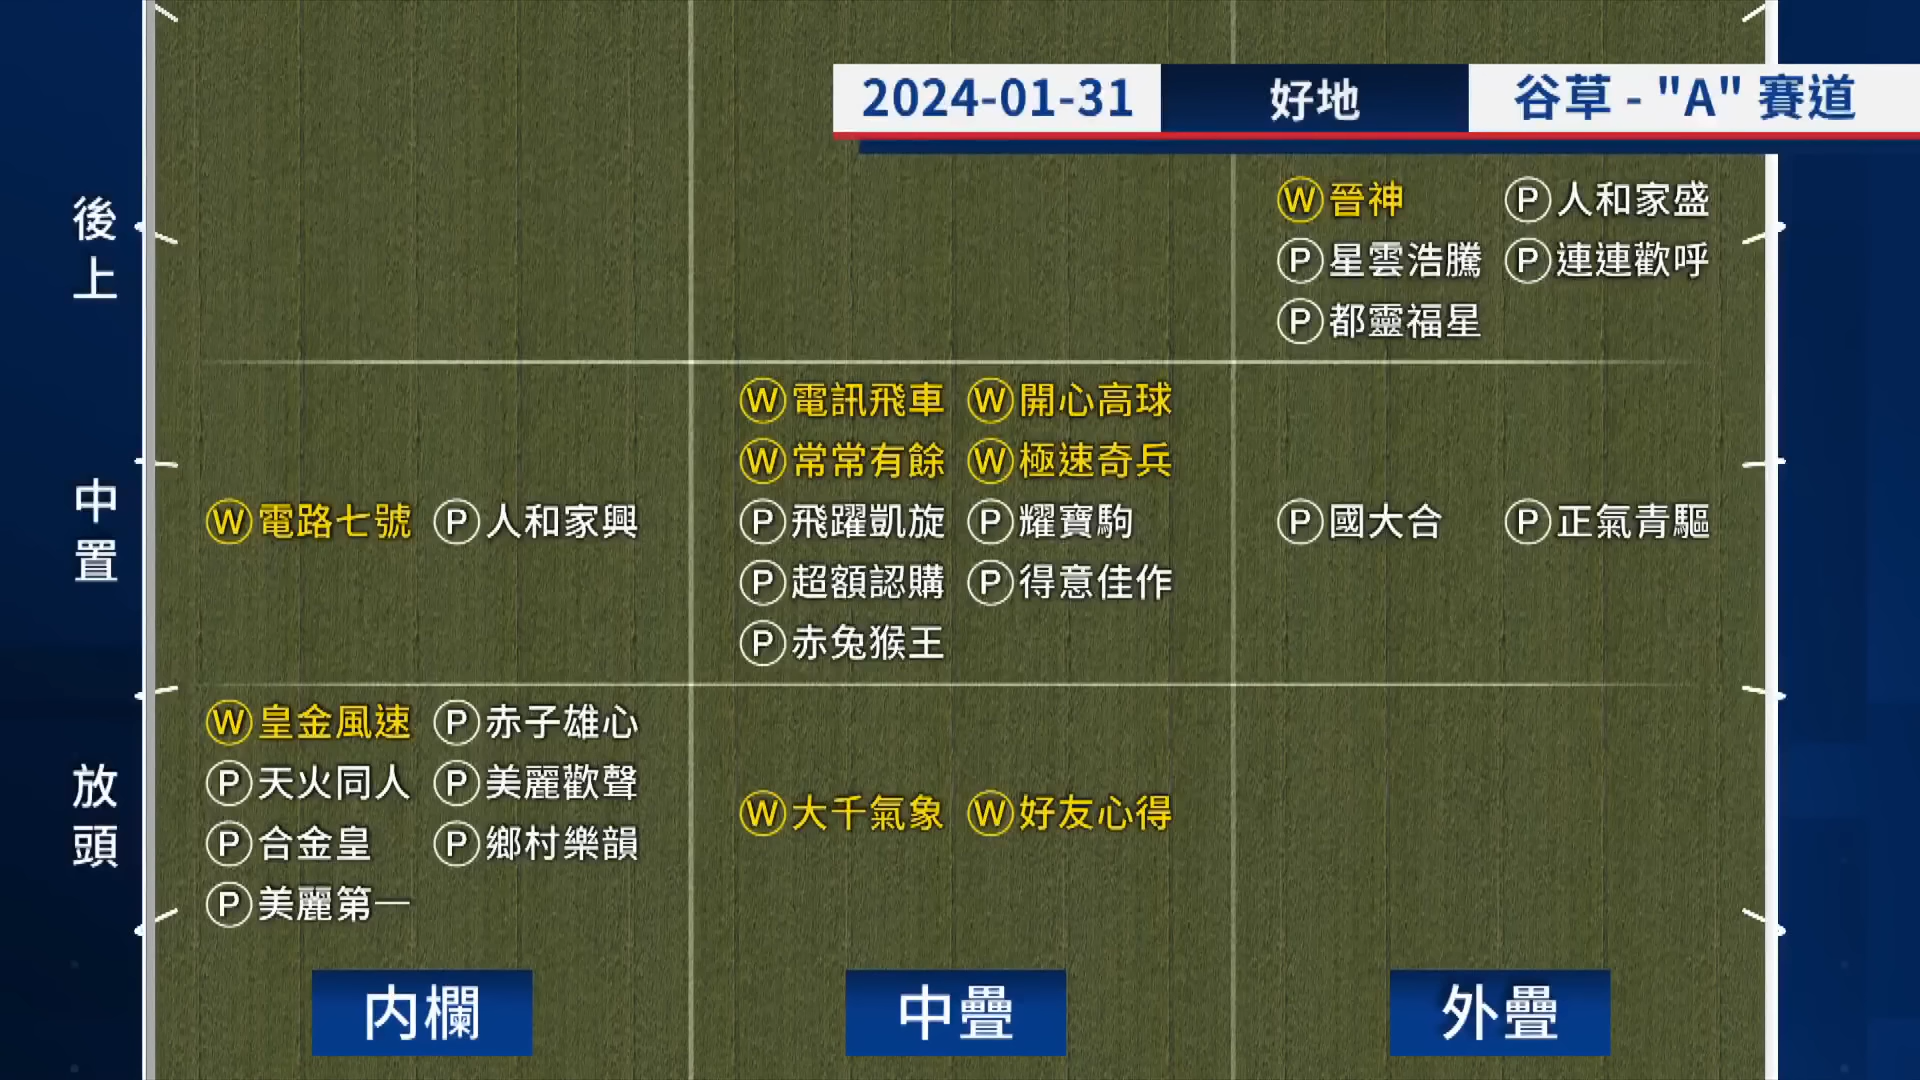 2024-01-31 好地 谷草 - "A" 賽道
後上
Ⓦ晉神 Ⓟ人和家盛
Ⓟ星雲浩騰 Ⓟ連連歡呼
Ⓟ都靈福星
中置
Ⓦ電路七號 Ⓟ人和家興
Ⓦ電訊飛車 Ⓦ開心高球
Ⓦ常常有餘 Ⓦ極速奇兵
Ⓟ飛躍凱旋 Ⓟ耀寶駒
Ⓟ超額認購 Ⓟ得意佳作
Ⓟ赤兔猴王
Ⓟ國大合 Ⓟ正氣青驅
放頭
Ⓦ皇金風速 Ⓟ赤子雄心
Ⓟ天火同人 Ⓟ美麗歡聲
Ⓟ合金皇 Ⓟ鄉村樂韻
Ⓟ美麗第一
Ⓦ大千氣象 Ⓦ好友心得
內欄 中疊 外疊